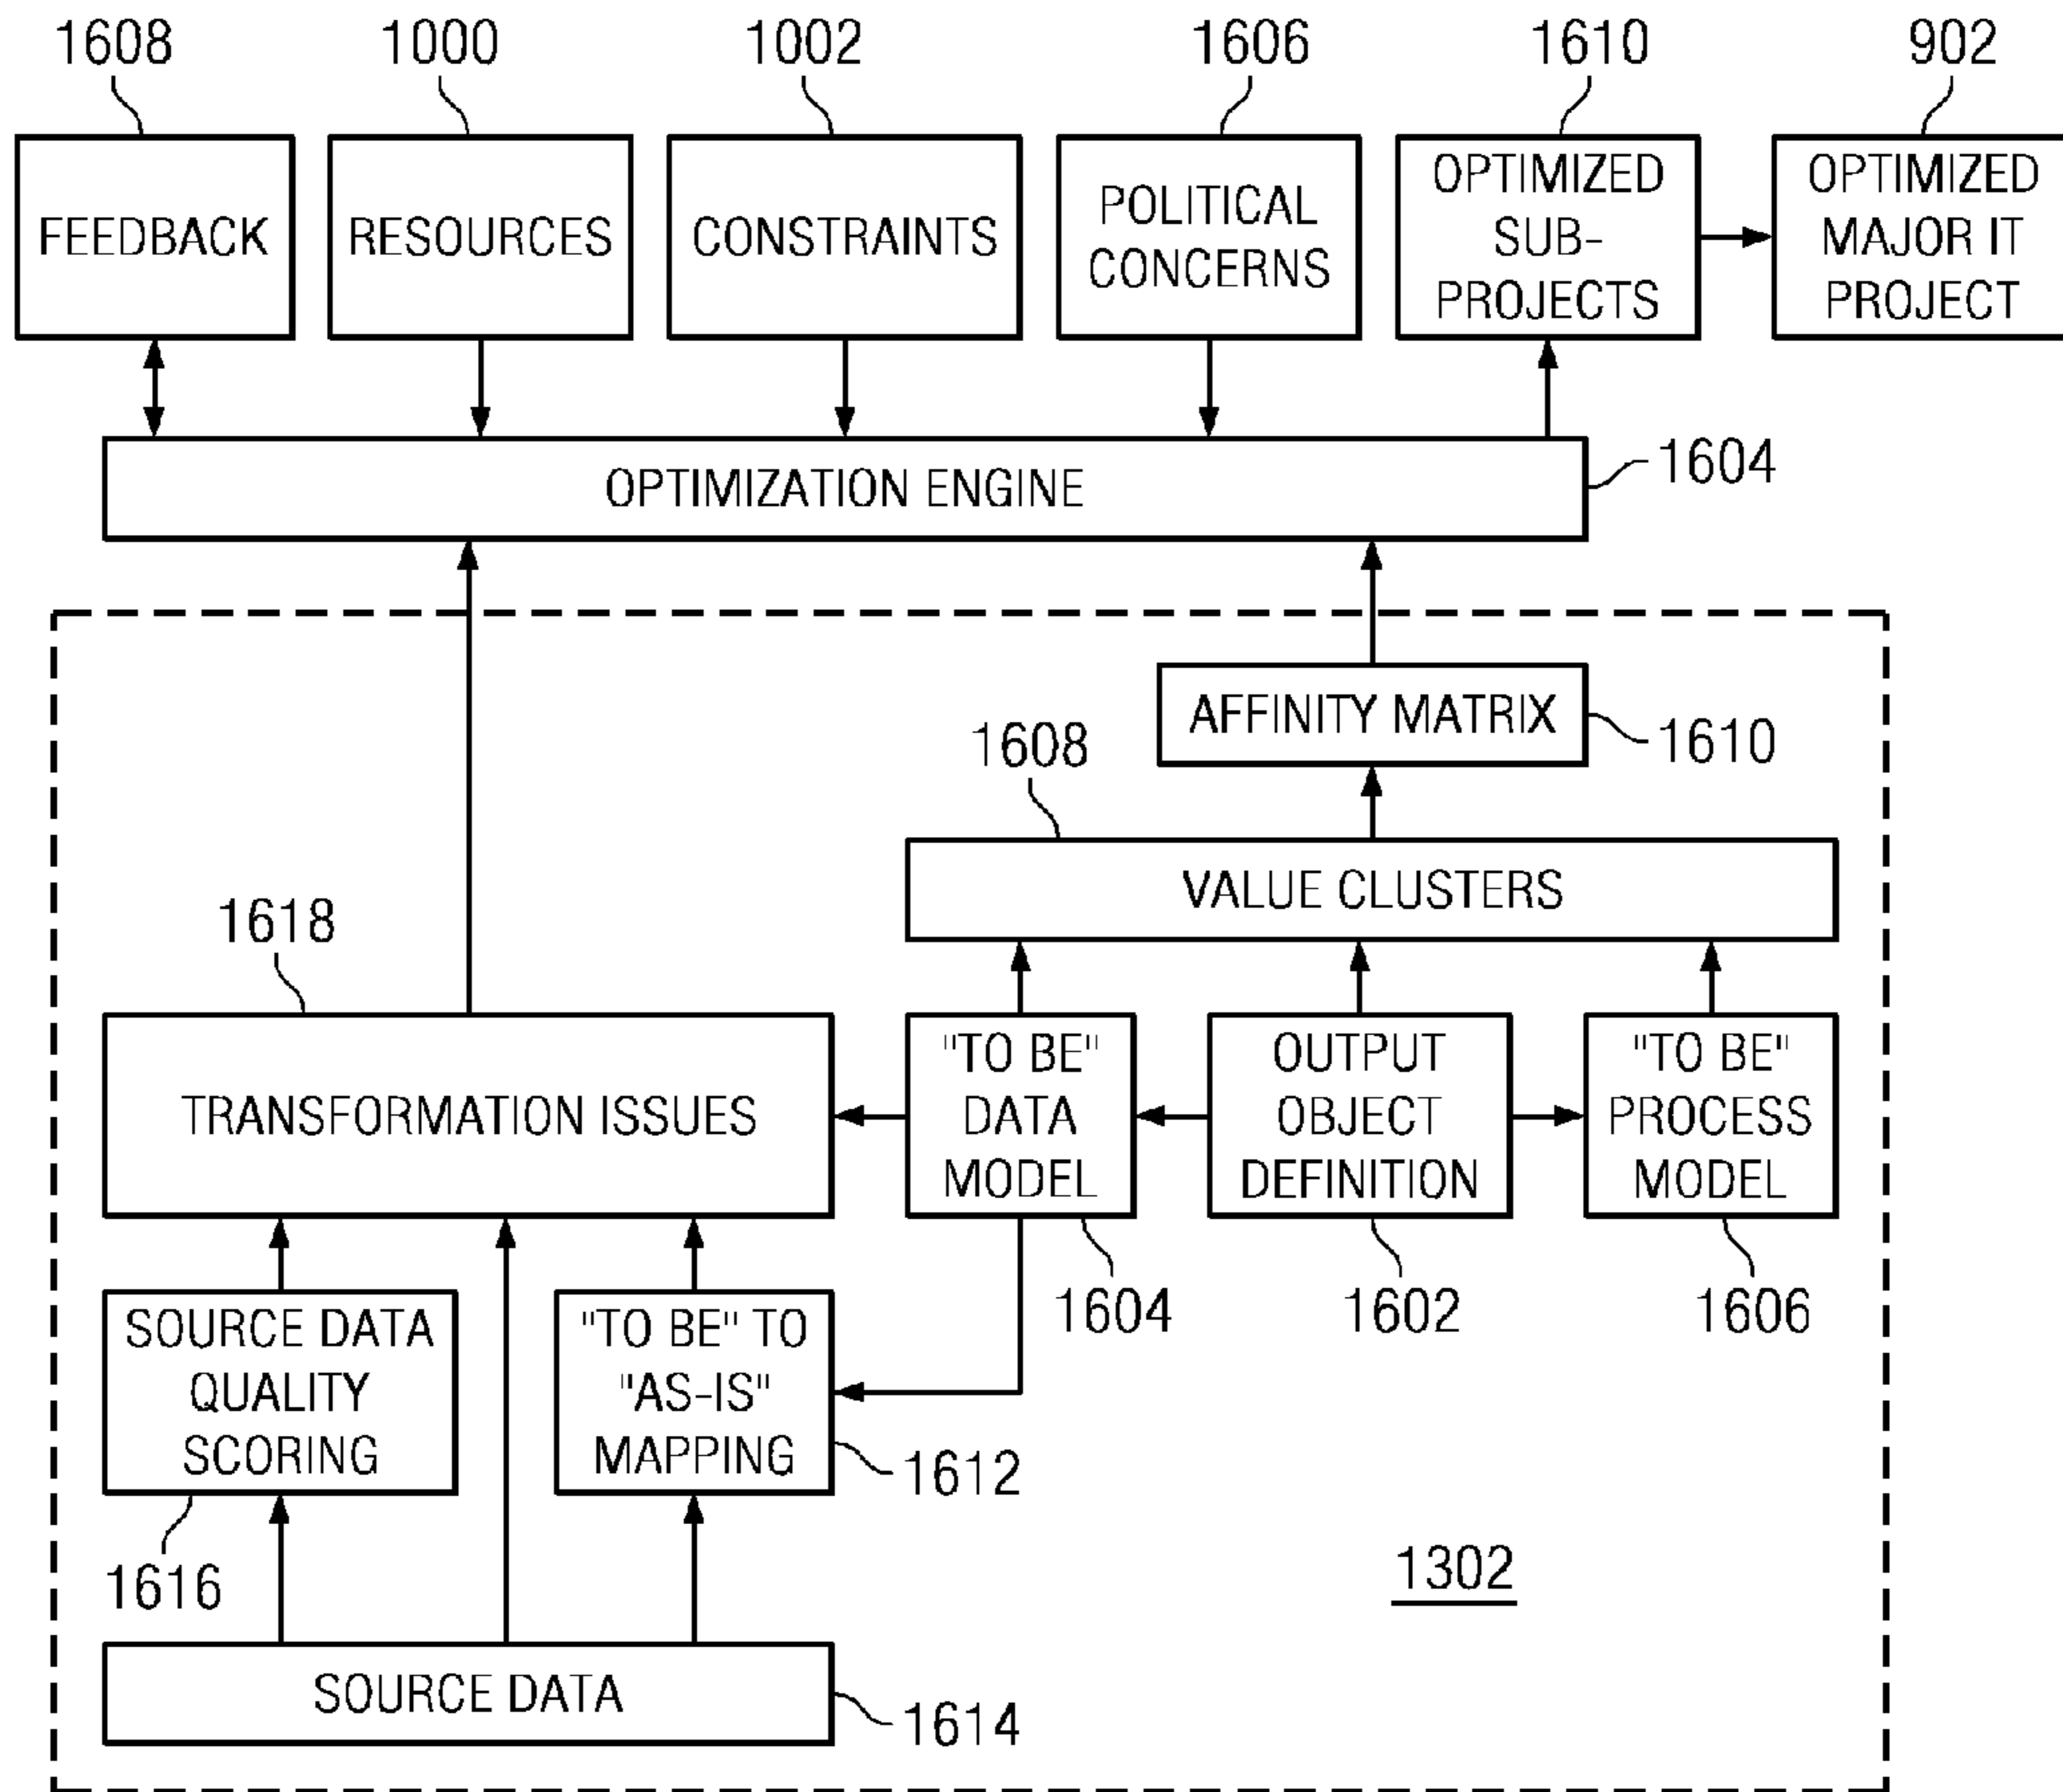 1608
1000
1002
1606
1610
902
FEEDBACK
RESOURCES
CONSTRAINTS
POLITICAL
CONCERNS
OPTIMIZED
SUB-
PROJECTS
OPTIMIZED
MAJOR IT
PROJECT
OPTIMIZATION ENGINE
1604
AFFINITY MATRIX
1610
1608
VALUE CLUSTERS
1618
TRANSFORMATION ISSUES
"TO BE"
DATA
MODEL
OUTPUT
OBJECT
DEFINITION
"TO BE"
PROCESS
MODEL
1604
1602
1606
SOURCE DATA
QUALITY
SCORING
"TO BE" TO
"AS-IS"
MAPPING
1612
1616
1302
SOURCE DATA
1614